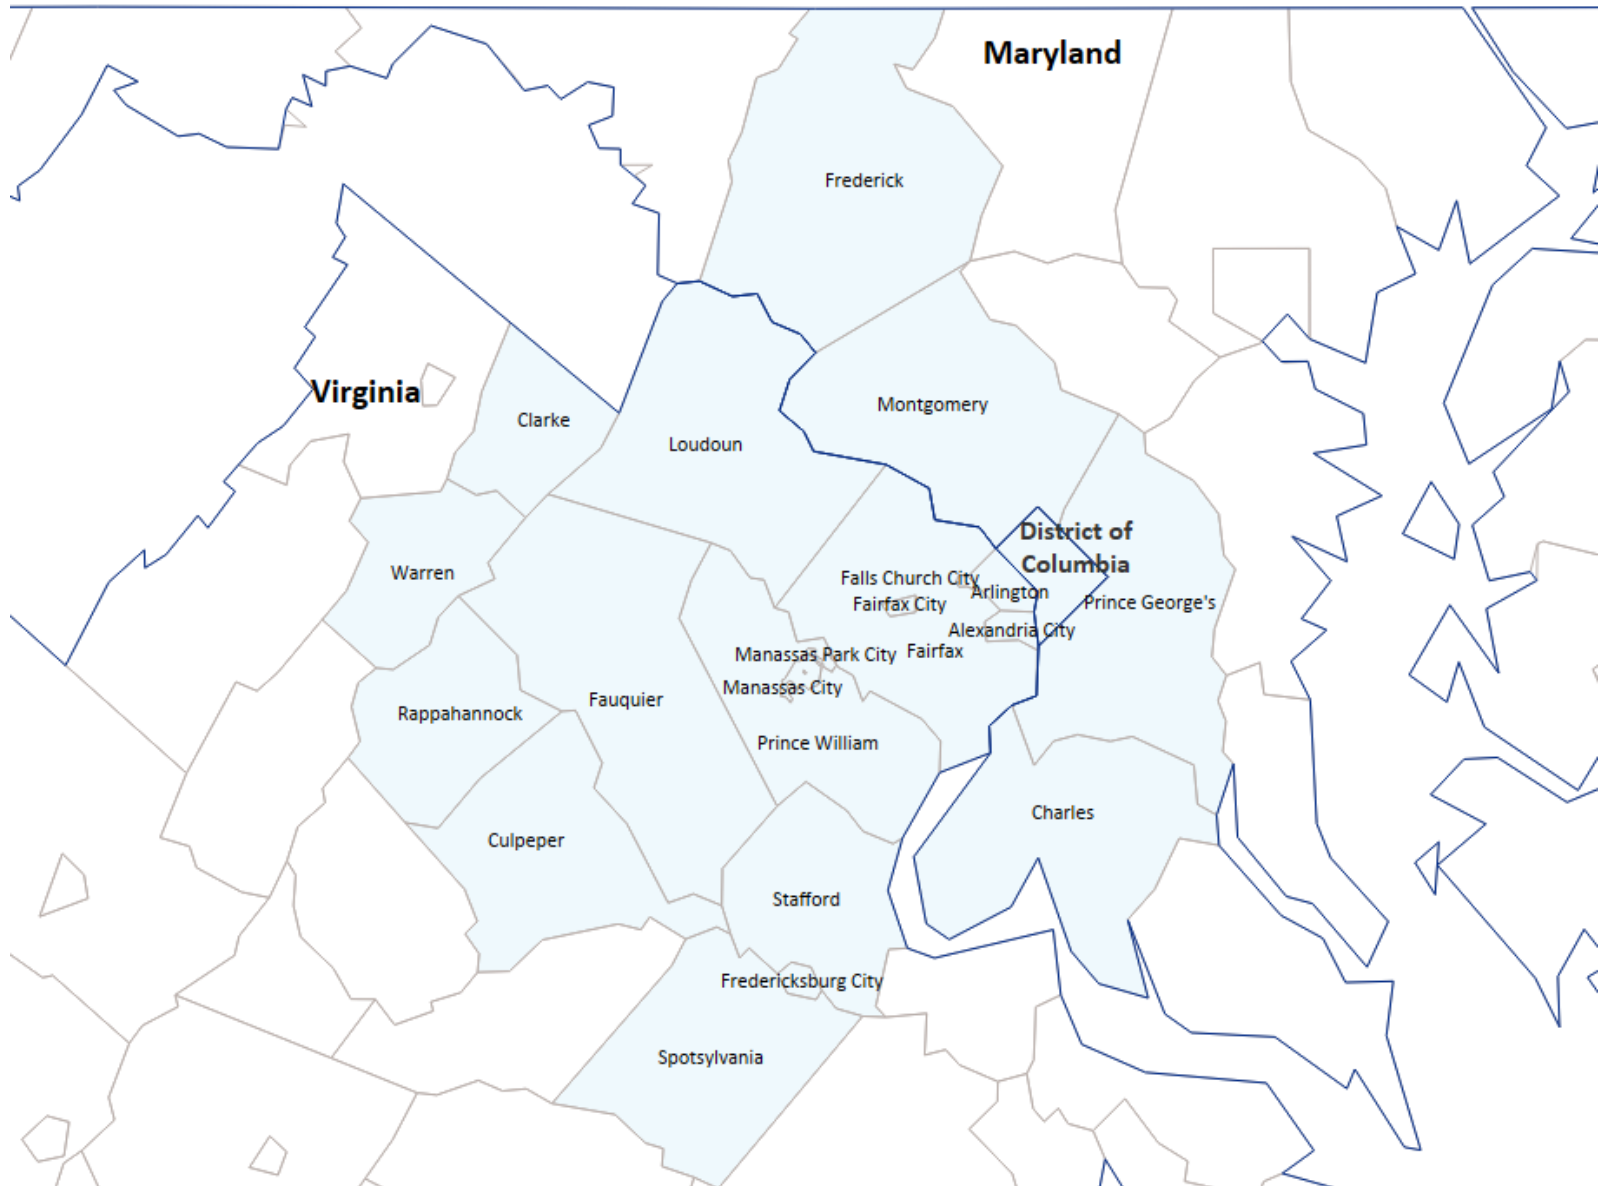 Maryland
Frederick
Virginia
Clarke
Montgomery
Loudoun
District of
Columbia
Warren
Falls Church City
Arlington
Fairfax City
Prince George's
Alexandria City
Manassas Park City
Fairfax
Manassas City
Fauquier
Rappahannock
Prince William
Charles
Culpeper
Stafford
Fredericksburg City
Spotsylvania